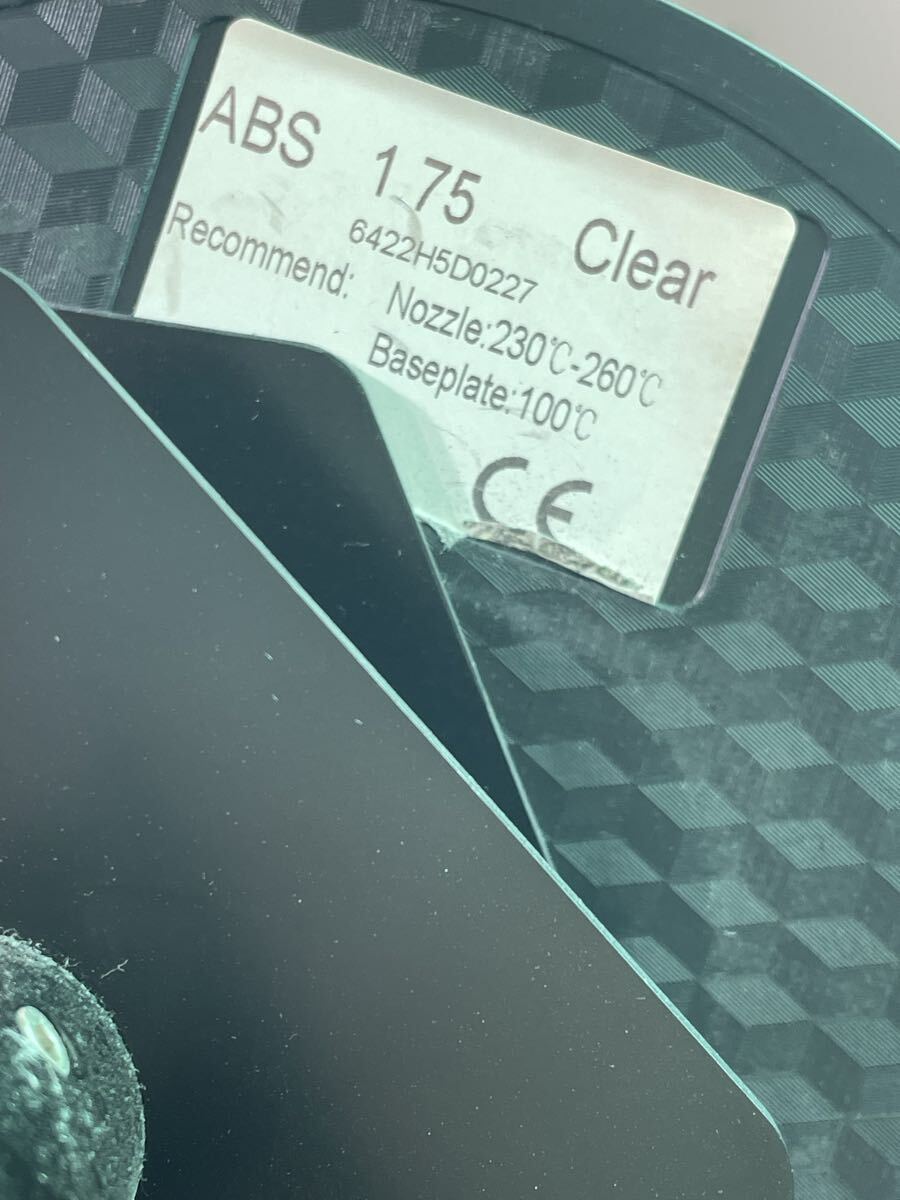 ABS 1.75 Clear
6422H5D0227
Recommend: Nozzle:230℃-260℃
Baseplate:100℃
CE